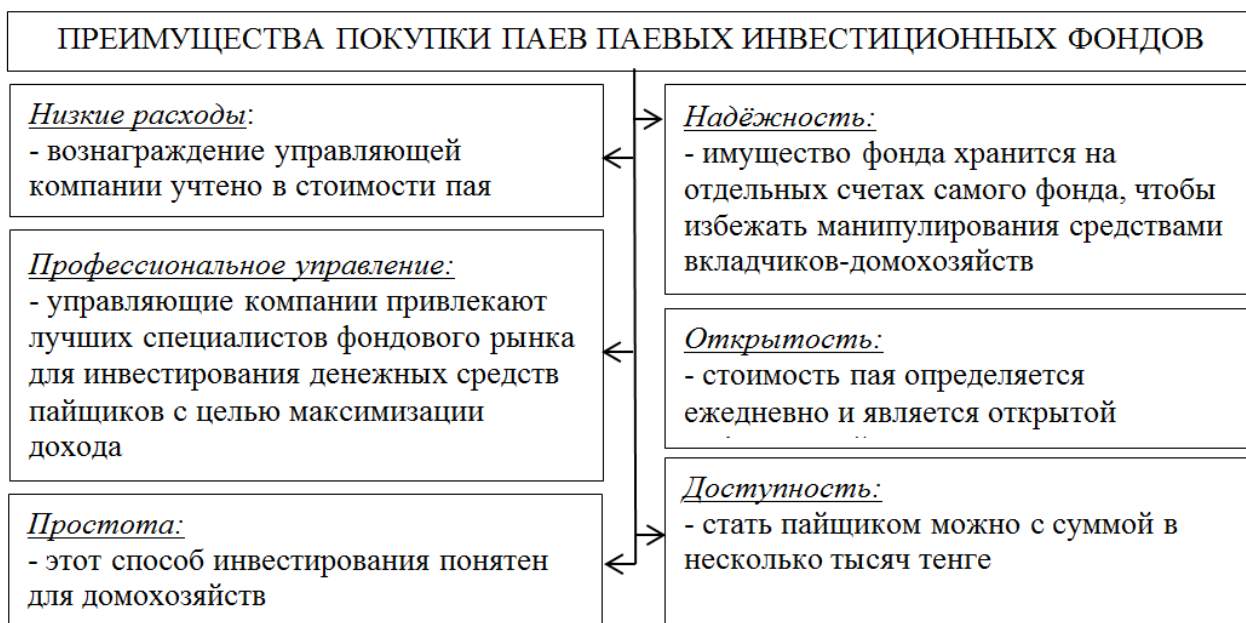 ПРЕИМУЩЕСТВА ПОКУПКИ ПАЕВ ПАЕВЫХ ИНВЕСТИЦИОННЫХ ФОНДОВ
Низкие расходы:
- вознаграждение управляющей
компании учтено в стоимости пая
Профессиональное управление:
- управляющие компании привлекают
лучших специалистов фондового рынка
для инвестирования денежных средств
пайщиков с целью максимизации
дохода
Простота:
- этот способ инвестирования понятен
для домохозяйств
Надёжность:
- имущество фонда хранится на
отдельных счетах самого фонда, чтобы
избежать манипулирования средствами
вкладчиков-домохозяйств
Открытость:
- стоимость пая определяется
ежедневно и является открытой
Доступность:
- стать пайщиком можно с суммой в
несколько тысяч тенге